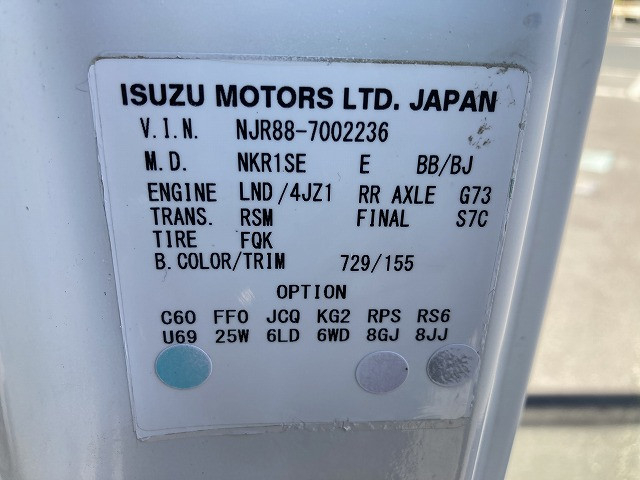 ISUZU MOTORS LTD. JAPAN
V.I.N. NJR88-7002236
M.D. NKR1SE E BB/BJ
ENGINE LND/4JZ1 RR AXLE G73
TRANS. RSM FINAL S7C
TIRE FQK
B.COLOR/TRIM 729/155
OPTION
C60 FF0 JCQ KG2 RPS RS6
U69 25W 6LD 6WD 8GJ 8JJ